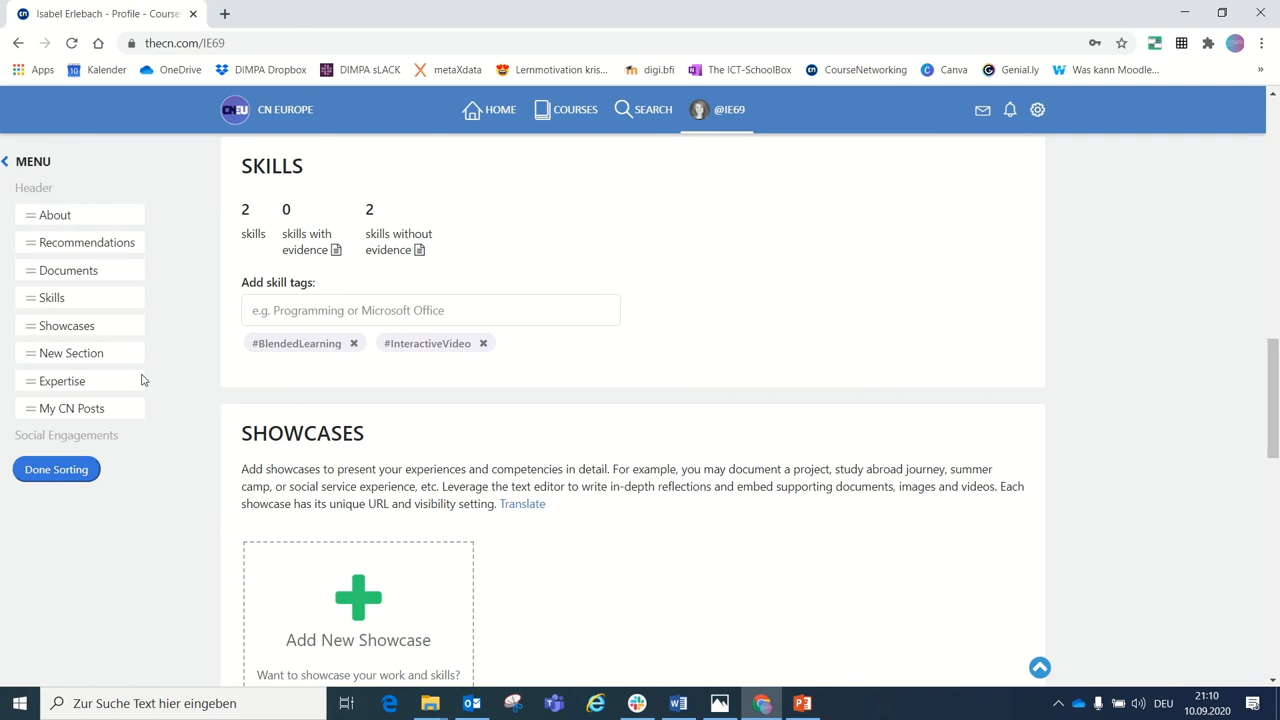 Isabel Erlebach - Profile - Course
thecn.com/IE69
Apps Kalender OneDrive DIMPA Dropbox DIMPA sLACK metaXdata Lernmotivation kris... digi.bfi The ICT-SchoolBox CourseNetworking Canva Genial.ly Was kann Moodle... »
CNEU CN EUROPE HOME COURSES SEARCH @IE69
MENU
Header
About
Recommendations
Documents
Skills
Showcases
New Section
Expertise
My CN Posts
Social Engagements
Done Sorting
SKILLS
2 0 2
skills skills with skills without
evidence evidence
Add skill tags:
e.g. Programming or Microsoft Office
#BlendedLearning #InteractiveVideo
SHOWCASES
Add showcases to present your experiences and competencies in detail. For example, you may document a project, study abroad journey, summer
camp, or social service experience, etc. Leverage the text editor to write in-depth reflections and embed supporting documents, images and videos. Each
showcase has its unique URL and visibility setting. Translate
Add New Showcase
Want to showcase your work and skills?
Zur Suche Text hier eingeben
DEU
21:10
10.09.2020